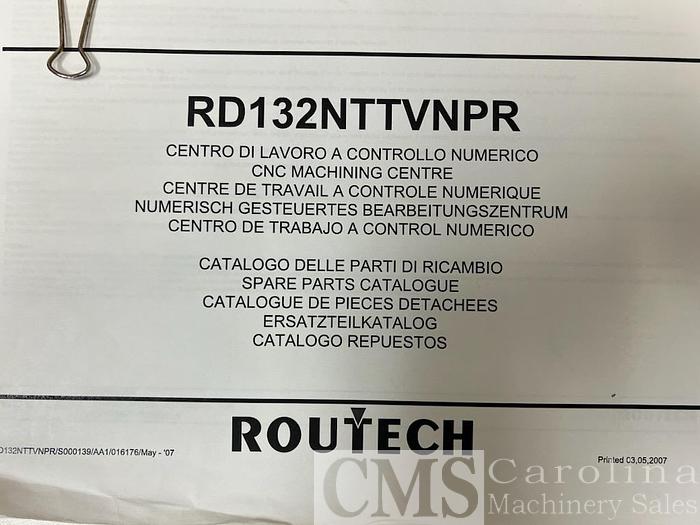 RD132NTTVNPR
CENTRO DI LAVORO A CONTROLLO NUMERICO
CNC MACHINING CENTRE
CENTRE DE TRAVAIL A CONTROLE NUMERIQUE
NUMERISCH GESTEUERTES BEARBEITUNGSZENTRUM
CENTRO DE TRABAJO A CONTROL NUMERICO
CATALOGO DELLE PARTI DI RICAMBIO
SPARE PARTS CATALOGUE
CATALOGUE DE PIECES DETACHEES
ERSATZTEILKATALOG
CATALOGO REPUESTOS
ROUTECH
D132NTTVNPR/S000139/AA1/016176/May - '07
Printed 03,05,2007
CMS Carolina
Machinery Sales